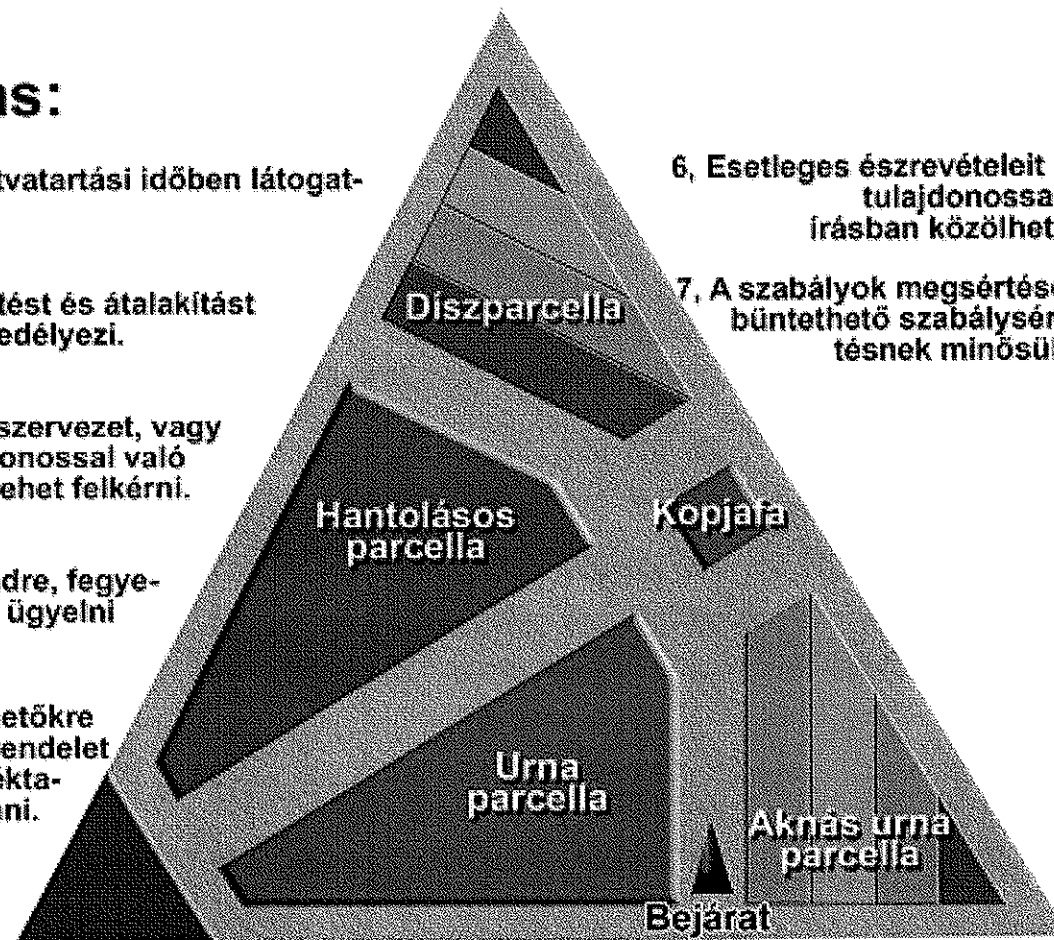 ás:
tvatartási időben látogat-
tést és átalakítást
edélyezi.
szervezet, vagy
onossal való
ehet felkérni.
dre, fegye-
ügyelni
etőkre
endelet
ékta-
ani.
6, Esetleges észrevételeit
tulajdonossa
írásban közölhet
7, A szabályok megsértés
büntethető szabálysér
tésnek minősül
Díszparcella
Hantolásos
parcella
Kopjafa
Urna
parcella
Aknás urna
parcella
Bejárat